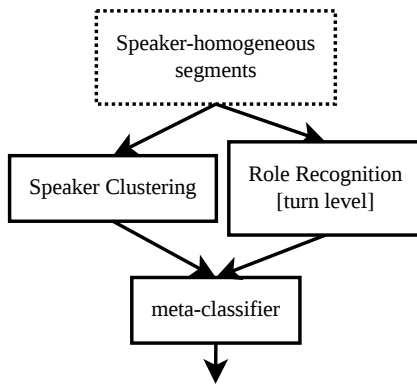 Speaker-homogeneous
segments
Speaker Clustering
Role Recognition
[turn level]
meta-classifier